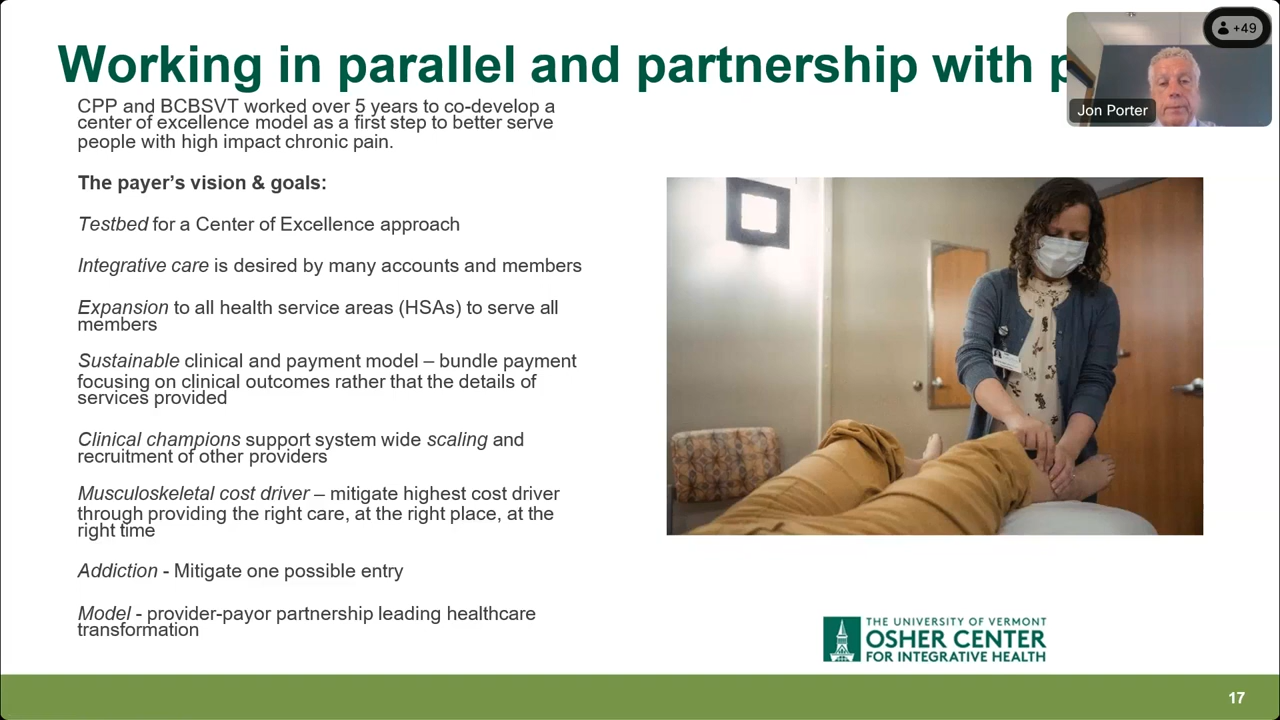 Working in parallel and partnership with p
+49
Jon Porter
CPP and BCBSVT worked over 5 years to co-develop a
center of excellence model as a first step to better serve
people with high impact chronic pain.
The payer’s vision & goals:
Testbed for a Center of Excellence approach
Integrative care is desired by many accounts and members
Expansion to all health service areas (HSAs) to serve all
members
Sustainable clinical and payment model – bundle payment
focusing on clinical outcomes rather that the details of
services provided
Clinical champions support system wide scaling and
recruitment of other providers
Musculoskeletal cost driver – mitigate highest cost driver
through providing the right care, at the right place, at the
right time
Addiction - Mitigate one possible entry
Model - provider-payor partnership leading healthcare
transformation
THE UNIVERSITY OF VERMONT
OSHER CENTER
FOR INTEGRATIVE HEALTH
17